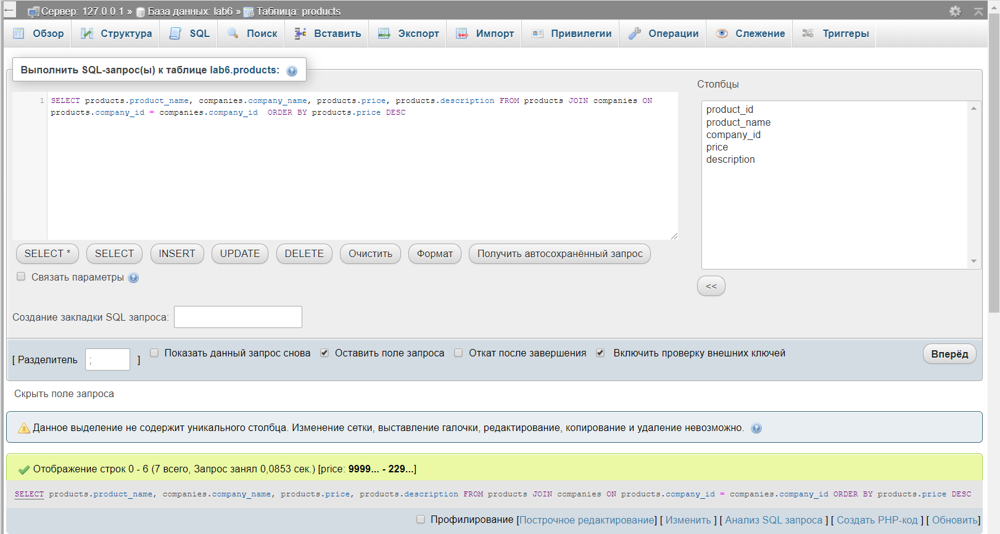 Сервер: 127.0.0.1 » База данных: lab6 » Таблица: products
Обзор Структура SQL Поиск Вставить Экспорт Импорт Привилегии Операции Слежение Триггеры
Выполнить SQL-запрос(ы) к таблице lab6.products:
1 SELECT products.product_name, companies.company_name, products.price, products.description FROM products JOIN companies ON
products.company_id = companies.company_id  ORDER BY products.price DESC
Столбцы
product_id
product_name
company_id
price
description
SELECT * SELECT INSERT UPDATE DELETE Очистить Формат Получить автосохранённый запрос
Связать параметры
<<
Создание закладки SQL запроса:
[ Разделитель ; ] Показать данный запрос снова Оставить поле запроса Откат после завершения Включить проверку внешних ключей Вперёд
Скрыть поле запроса
Данное выделение не содержит уникального столбца. Изменение сетки, выставление галочки, редактирование, копирование и удаление невозможно.
Отображение строк 0 - 6 (7 всего, Запрос занял 0,0853 сек.) [price: 9999... - 229...]
SELECT products.product_name, companies.company_name, products.price, products.description FROM products JOIN companies ON products.company_id = companies.company_id ORDER BY products.price DESC
Профилирование [Построчное редактирование] [ Изменить ] [ Анализ SQL запроса ] [ Создать PHP-код ] [ Обновить]